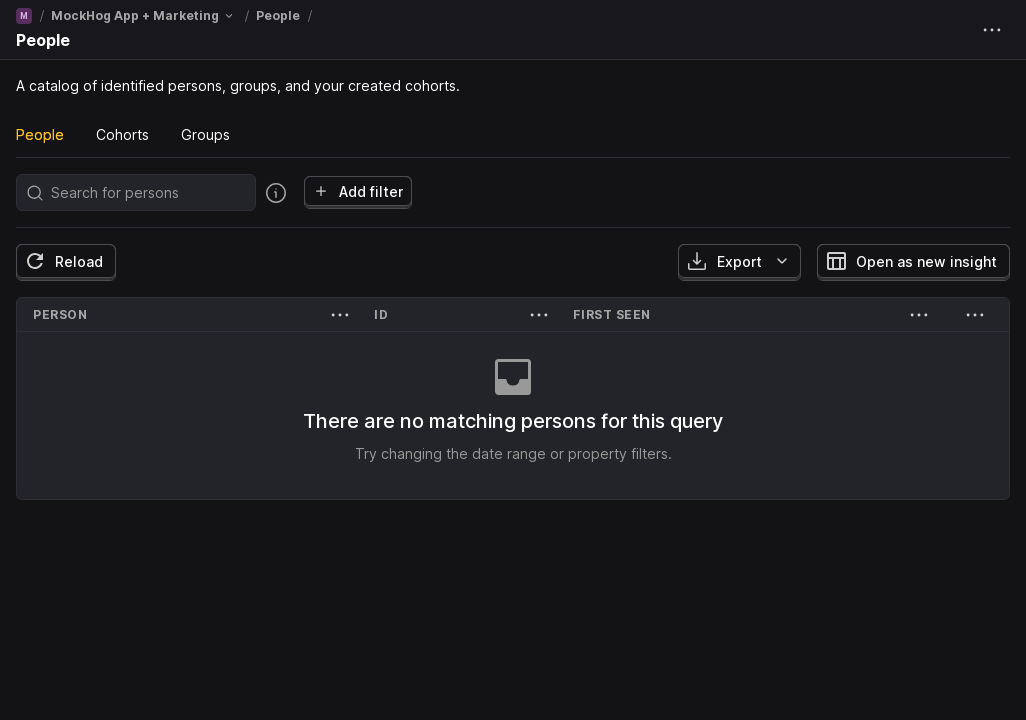 M / MockHog App + Marketing / People /
People
A catalog of identified persons, groups, and your created cohorts.
People Cohorts Groups
Search for persons Add filter
Reload Export Open as new insight
PERSON ID FIRST SEEN
There are no matching persons for this query
Try changing the date range or property filters.